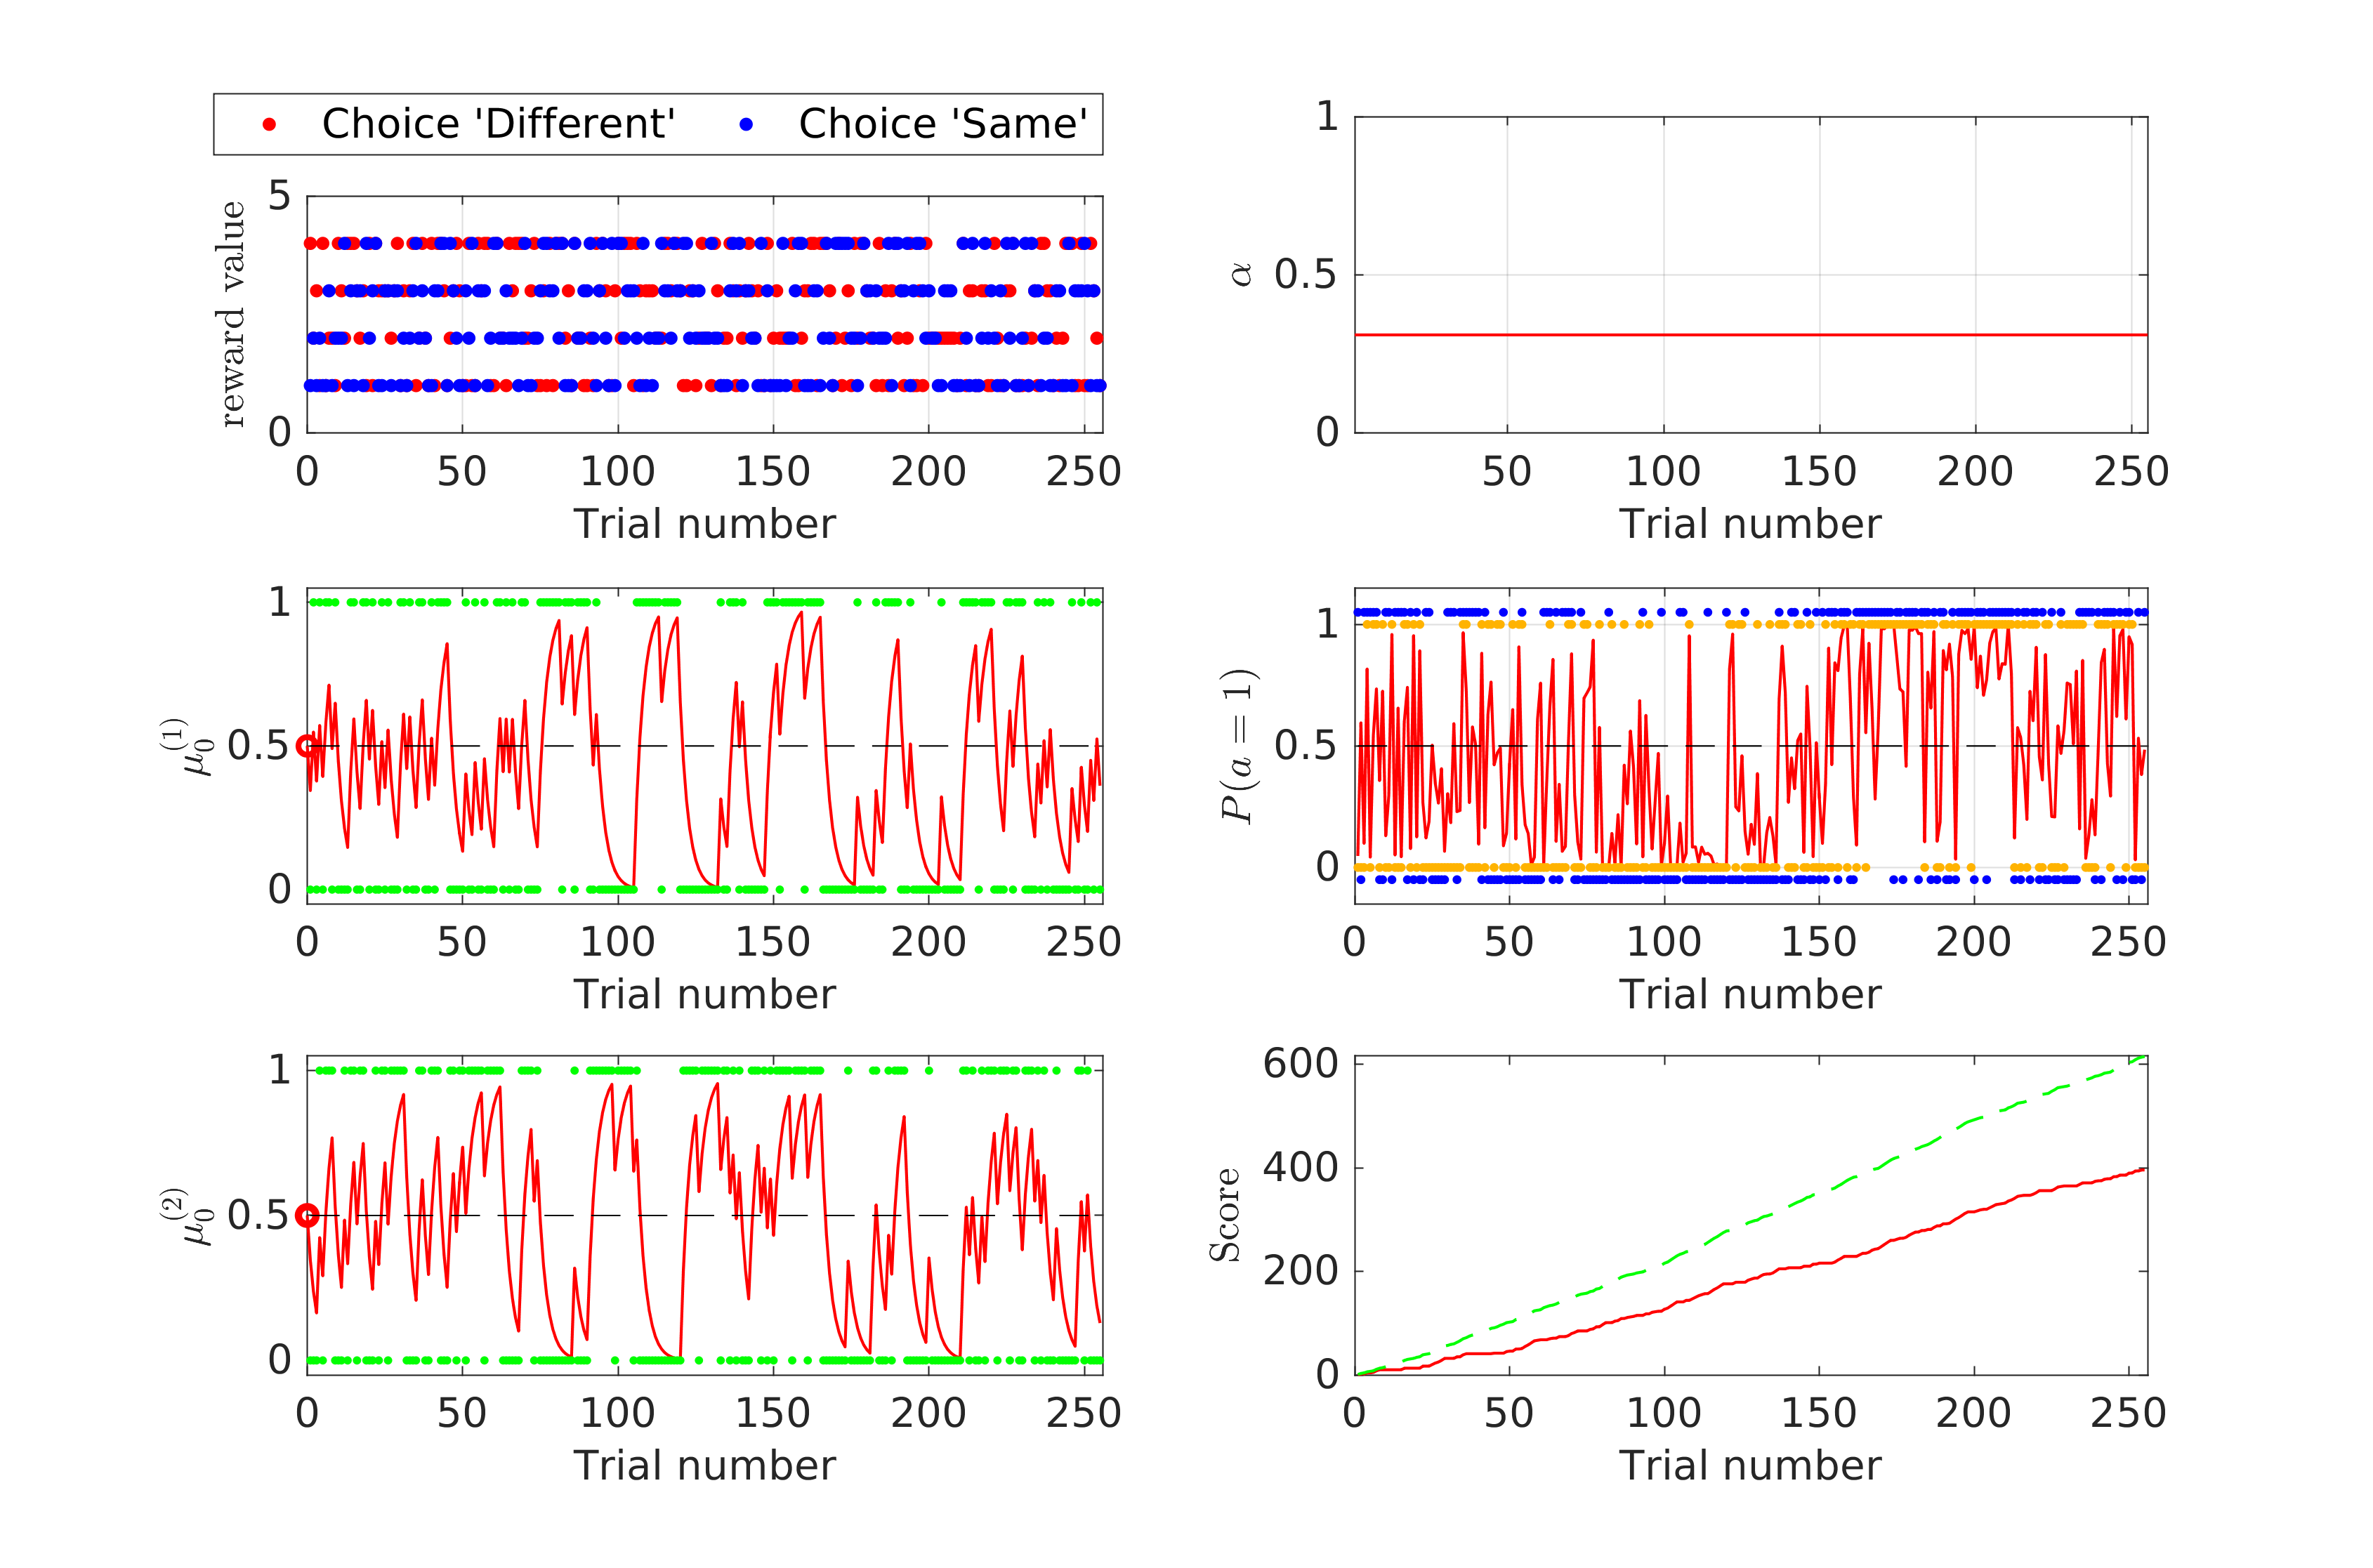 Choice 'Different' Choice 'Same'
5
0
reward value
0 50 100 150 200 250
Trial number
1
0.5
0
α
50 100 150 200 250
Trial number
1
0.5
0
μ₀⁽¹⁾
0 50 100 150 200 250
Trial number
1
0.5
0
P(a = 1)
0 50 100 150 200 250
Trial number
1
0.5
0
μ₀⁽²⁾
0 50 100 150 200 250
Trial number
600
400
200
0
Score
0 50 100 150 200 250
Trial number